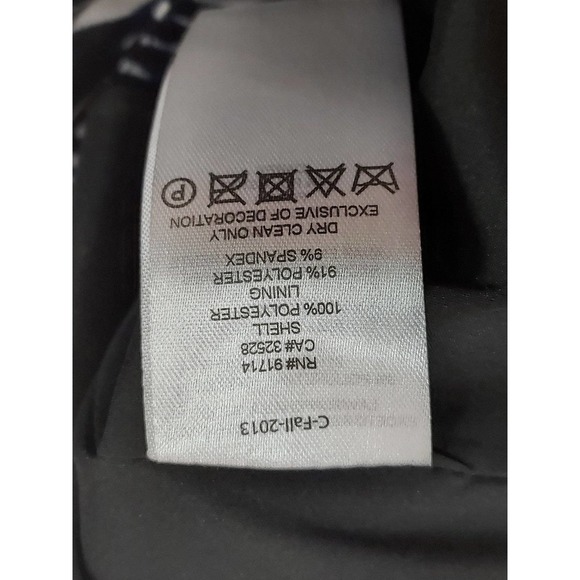 C-Fall-2013
RN# 91714
CA# 32528
SHELL
100% POLYESTER
LINING
91% POLYESTER
9% SPANDEX
DRY CLEAN ONLY
EXCLUSIVE OF DECORATION
P